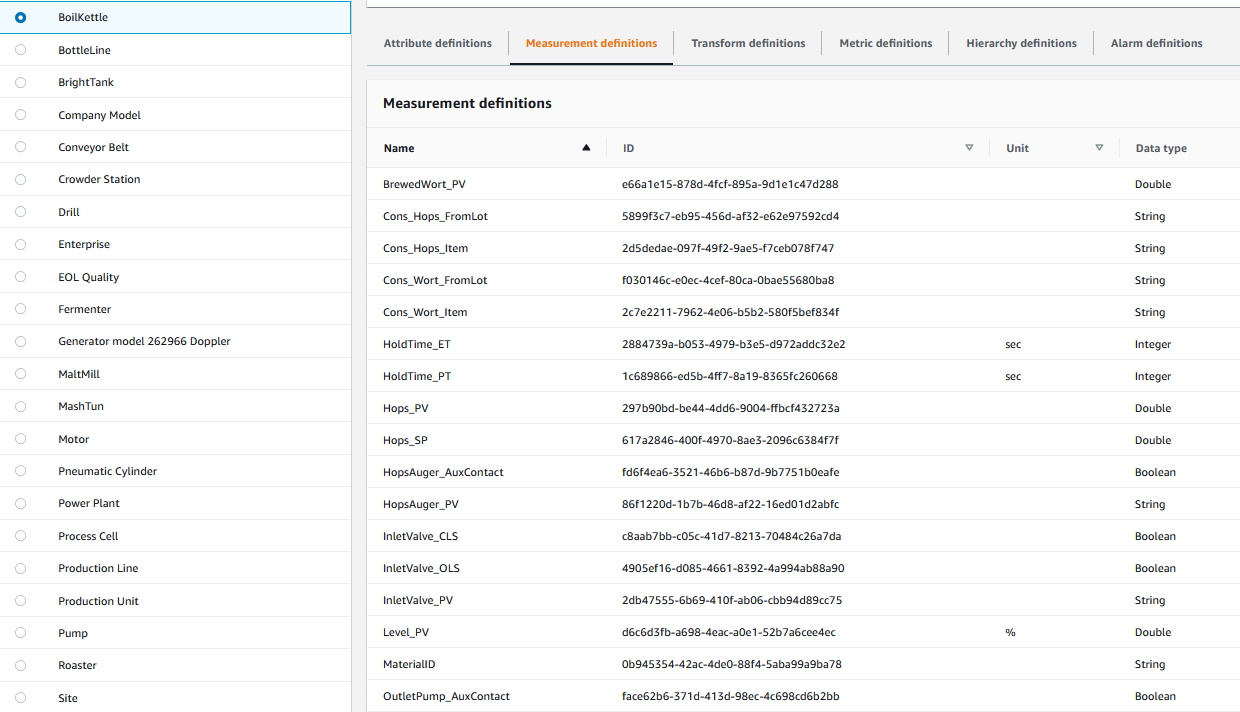 BoilKettle
BottleLine
BrightTank
Company Model
Conveyor Belt
Crowder Station
Drill
Enterprise
EOL Quality
Fermenter
Generator model 262966 Doppler
MaltMill
MashTun
Motor
Pneumatic Cylinder
Power Plant
Process Cell
Production Line
Production Unit
Pump
Roaster
Site
Attribute definitions Measurement definitions Transform definitions Metric definitions Hierarchy definitions Alarm definitions
Measurement definitions
Name ID Unit Data type
BrewedWort_PV e66a1e15-878d-4fcf-895a-9d1e1c47d288 Double
Cons_Hops_FromLot 5899f3c7-eb95-456d-af32-e62e97592cd4 String
Cons_Hops_Item 2d5dedae-097f-49f2-9ae5-f7ceb078f747 String
Cons_Wort_FromLot f030146c-e0ec-4cef-80ca-0bae55680ba8 String
Cons_Wort_Item 2c7e2211-7962-4e06-b5b2-580f5bef834f String
HoldTime_ET 2884739a-b053-4979-b3e5-d972addc32e2 sec Integer
HoldTime_PT 1c689866-ed5b-4ff7-8a19-8365fc260668 sec Integer
Hops_PV 297b90bd-be44-4dd6-9004-ffbcf432723a Double
Hops_SP 617a2846-400f-4970-8ae3-2096c6384f7f Double
HopsAuger_AuxContact fd6f4ea6-3521-46b6-b87d-9b7751b0eafe Boolean
HopsAuger_PV 86f1220d-1b7b-46d8-af22-16ed01d2abfc String
InletValve_CLS c8aab7bb-c05c-41d7-8213-70484c26a7da Boolean
InletValve_OLS 4905ef16-d085-4661-8392-4a994ab88a90 Boolean
InletValve_PV 2db47555-6b69-410f-ab06-cbb94d89cc75 String
Level_PV d6c6d3fb-a698-4eac-a0e1-52b7a6cee4ec % Double
MaterialID 0b945354-42ac-4de0-88f4-5aba99a9ba78 String
OutletPump_AuxContact face62b6-371d-413d-98ec-4c698cd6b2bb Boolean